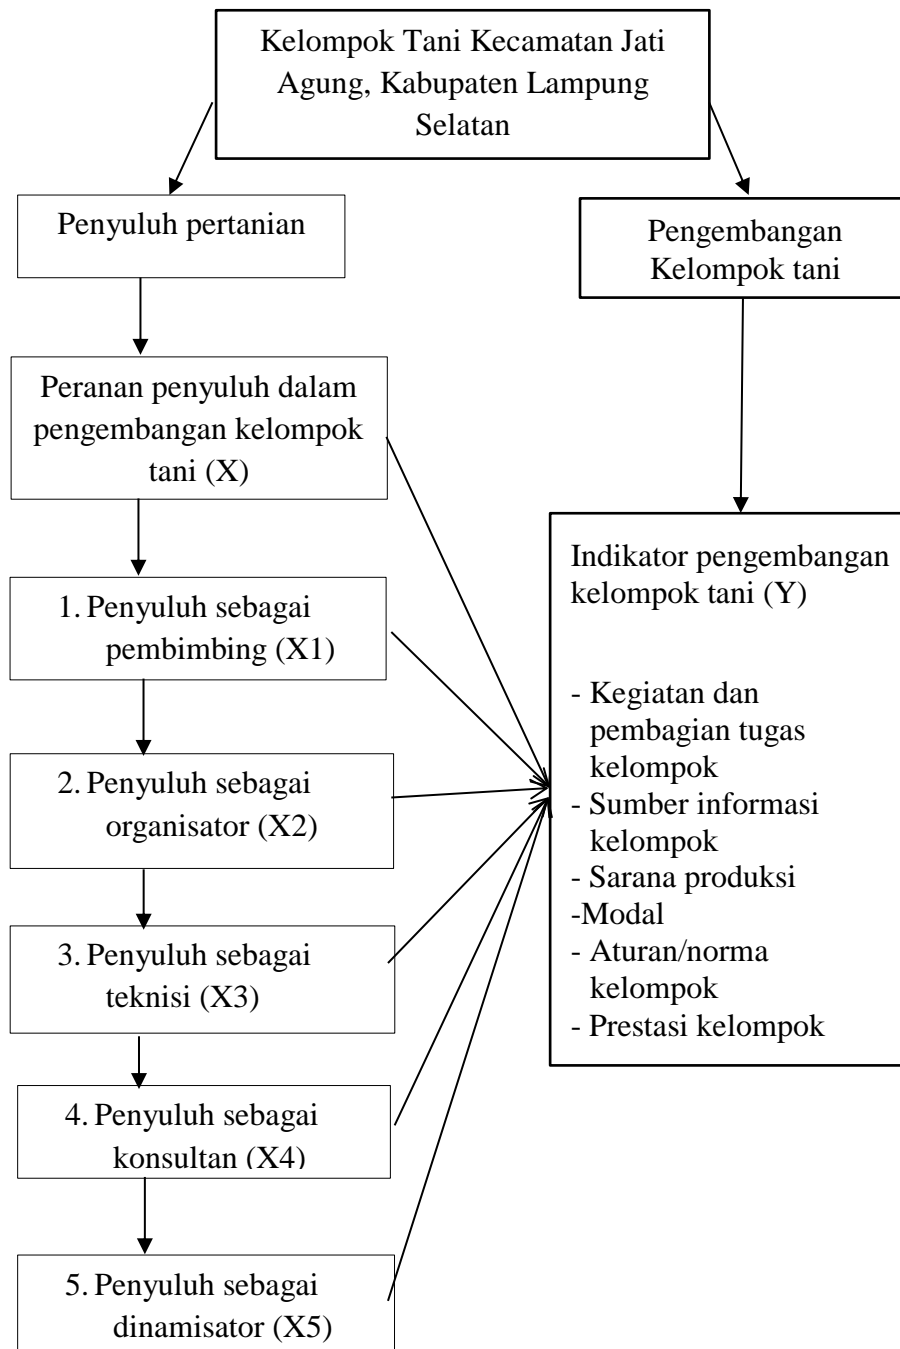 Kelompok Tani Kecamatan Jati
Agung, Kabupaten Lampung
Selatan
Penyuluh pertanian
Pengembangan
Kelompok tani
Peranan penyuluh dalam
pengembangan kelompok
tani (X)
1. Penyuluh sebagai
pembimbing (X1)
2. Penyuluh sebagai
organisator (X2)
3. Penyuluh sebagai
teknisi (X3)
4. Penyuluh sebagai
konsultan (X4)
5. Penyuluh sebagai
dinamisator (X5)
Indikator pengembangan
kelompok tani (Y)
- Kegiatan dan
pembagian tugas
kelompok
- Sumber informasi
kelompok
- Sarana produksi
-Modal
- Aturan/norma
kelompok
- Prestasi kelompok